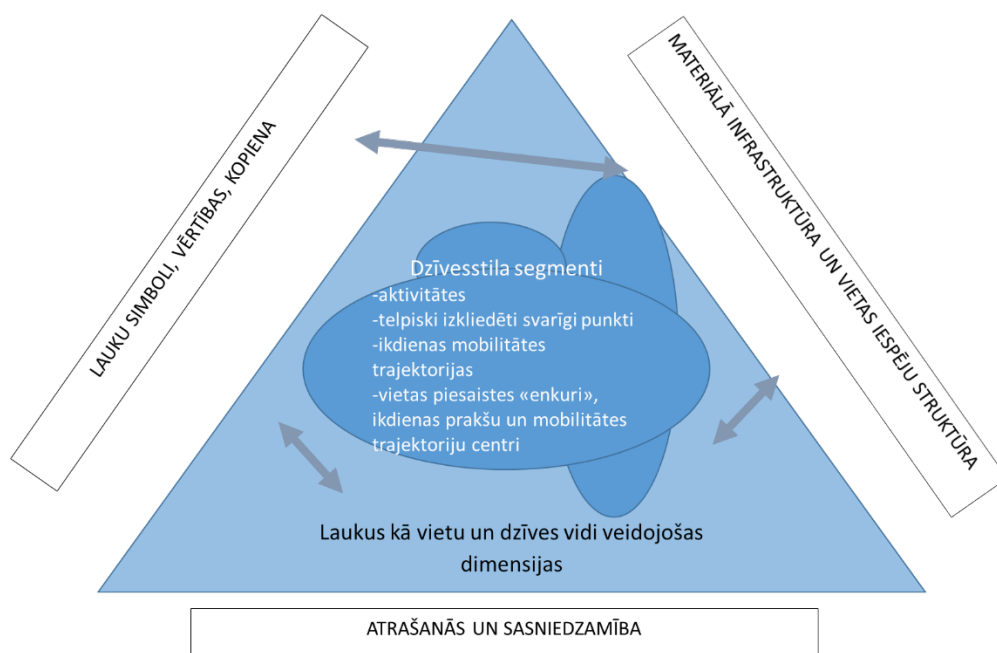 LAUKU SIMBOLI, VĒRTĪBAS, KOPIENA
MATERIĀLĀ INFRASTRUKTŪRA UN VIETAS IESPĒJU STRUKTŪRA
Dzīvesstila segmenti
-aktivitātes
-telpiski izkliedēti svarīgi punkti
-ikdienas mobilitātes
trajektorijas
-vietas piesaistes «enkuri»,
ikdienas prakšu un mobilitātes
trajektoriju centri
Laukus kā vietu un dzīves vidi veidojošas
dimensijas
ATRAŠANĀS UN SASNIEDZAMĪBA